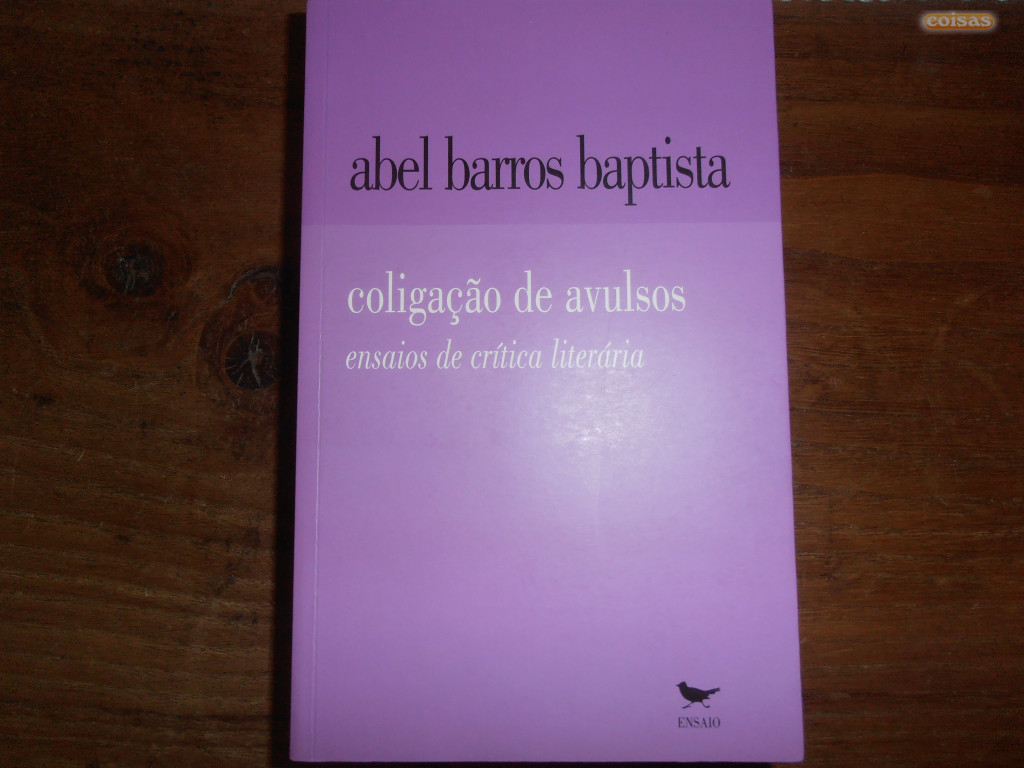 coisas
abel barros baptista
coligação de avulsos
ensaios de crítica literária
ENSAIO